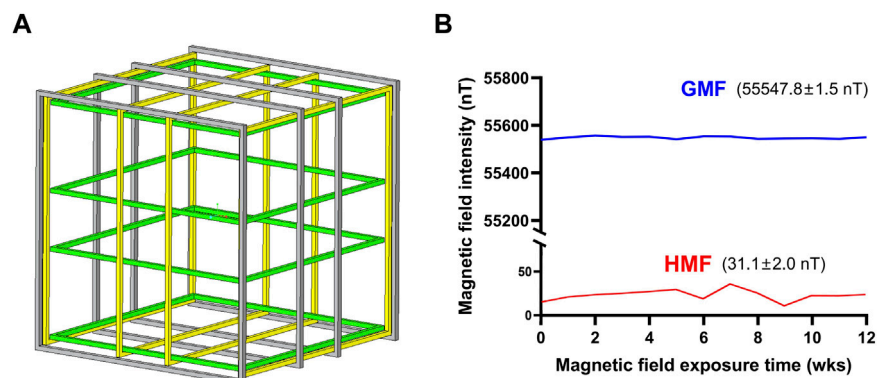 A
B
Magnetic field intensity (nT)
55800
55600
55400
55200
50
0
GMF (55547.8±1.5 nT)
HMF (31.1±2.0 nT)
0 2 4 6 8 10 12
Magnetic field exposure time (wks)